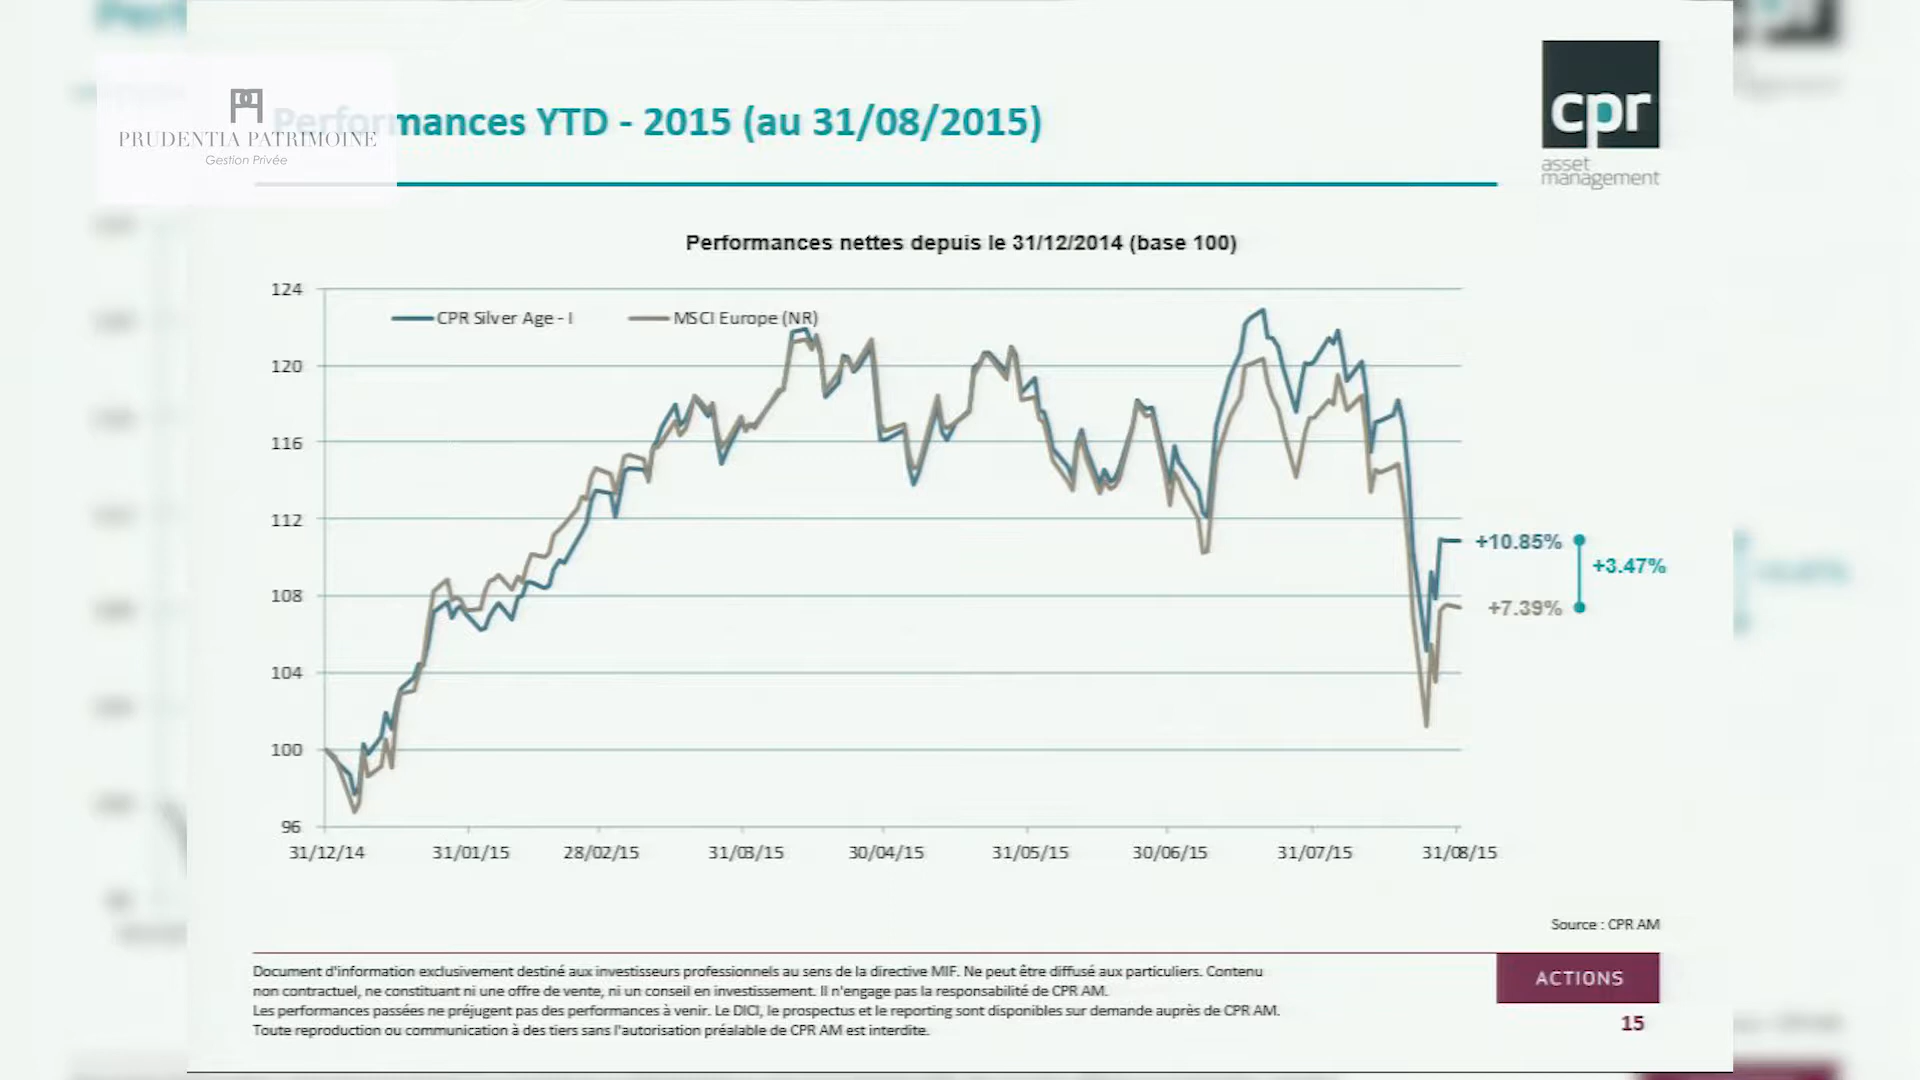 PRUDENTIA PATRIMOINE
Gestion Privée
Performances YTD - 2015 (au 31/08/2015)
cpr
asset
management
Performances nettes depuis le 31/12/2014 (base 100)
CPR Silver Age - I
MSCI Europe (NR)
124
120
116
112
108
104
100
96
+10.85%
+3.47%
+7.39%
31/12/14
31/01/15
28/02/15
31/03/15
30/04/15
31/05/15
30/06/15
31/07/15
31/08/15
Source : CPR AM
Document d'information exclusivement destiné aux investisseurs professionnels au sens de la directive MIF. Ne peut être diffusé aux particuliers. Contenu
non contractuel, ne constituant ni une offre de vente, ni un conseil en investissement. Il n'engage pas la responsabilité de CPR AM.
Les performances passées ne préjugent pas des performances à venir. Le DICI, le prospectus et le reporting sont disponibles sur demande auprès de CPR AM.
Toute reproduction ou communication à des tiers sans l'autorisation préalable de CPR AM est interdite.
ACTIONS
15